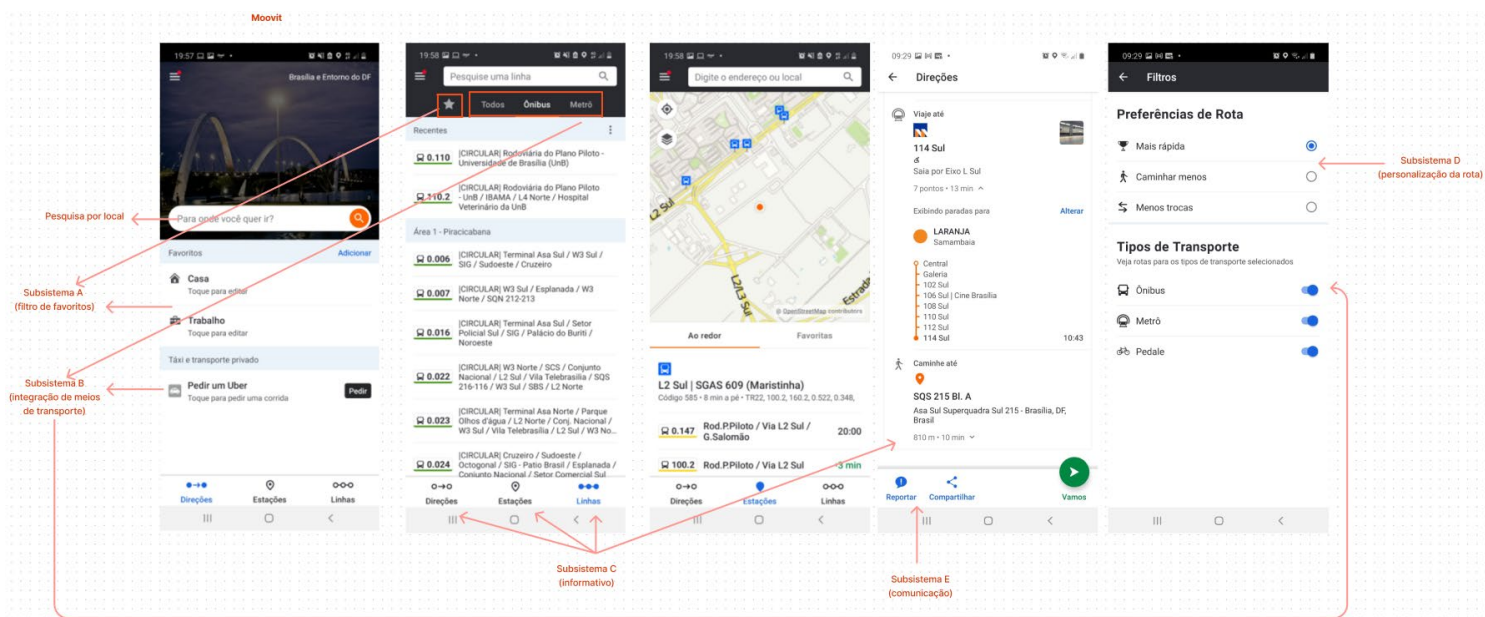 Moovit
Pesquisa por local
Subsistema A
(filtro de favoritos)
Subsistema B
(integração de meios
de transporte)
19:57
Brasília e Entorno do DF
Para onde você quer ir?
Favoritos
Adicionar
Casa
Toque para editar
Trabalho
Toque para editar
Táxi e transporte privado
Pedir um Uber
Toque para pedir uma corrida
Pedir
Direções
Estações
Linhas
19:58
Pesquise uma linha
Todos
Ônibus
Metrô
Recentes
0.110
|CIRCULAR| Rodoviária do Plano Piloto -
Universidade de Brasília (UnB)
110.2
|CIRCULAR| Rodoviária do Plano Piloto
- UnB / IBAMA / L4 Norte / Hospital
Veterinário da UnB
Área 1 - Piracicabana
0.006
|CIRCULAR| Terminal Asa Sul / W3 Sul /
SIG / Sudoeste / Cruzeiro
0.007
|CIRCULAR| W3 Sul / Esplanada / W3
Norte / SQN 212-213
0.016
|CIRCULAR| Terminal Asa Sul / Setor
Policial Sul / SIG / Palácio do Buriti /
Noroeste
0.022
|CIRCULAR| W3 Norte / SCS / Conjunto
Nacional / L2 Sul / Vila Telebrasília / SQS
216-116 / W3 Sul / SBS / L2 Norte
0.023
|CIRCULAR| Terminal Asa Norte / Parque
Olhos d'água / L2 Norte / Conj. Nacional /
W3 Sul / Vila Telebrasília / L2 Sul / W3 No...
0.024
|CIRCULAR| Cruzeiro / Sudoeste /
Octogonal / SIG - Patio Brasil / Esplanada /
Conjunto Nacional / Setor Comercial Sul
Direções
Estações
Linhas
Subsistema C
(informativo)
19:58
Digite o endereço ou local
L2 Sul
L2/L3 Sul
Estrada
© OpenStreetMap contributors
Ao redor
Favoritas
L2 Sul | SGAS 609 (Maristinha)
Código 585 • 8 min a pé • TR22, 100.2, 160.2, 0.522, 0.348,
0.147
Rod.P.Piloto / Via L2 Sul /
G.Salomão
20:00
100.2
Rod.P.Piloto / Via L2 Sul
3 min
Direções
Estações
Linhas
09:29
Direções
Viaje até
114 Sul
Saia por Eixo L Sul
7 pontos • 13 min
Exibindo paradas para
Alterar
LARANJA
Samambaia
Central
Galeria
102 Sul
106 Sul | Cine Brasília
108 Sul
110 Sul
112 Sul
114 Sul
10:43
Caminhe até
SQS 215 Bl. A
Asa Sul Superquadra Sul 215 - Brasília, DF,
Brasil
810 m • 10 min
Reportar
Compartilhar
Vamos
Subsistema E
(comunicação)
09:29
Filtros
Preferências de Rota
Mais rápida
Caminhar menos
Menos trocas
Tipos de Transporte
Veja rotas para os tipos de transporte selecionados
Ônibus
Metrô
Pedale
Subsistema D
(personalização da rota)